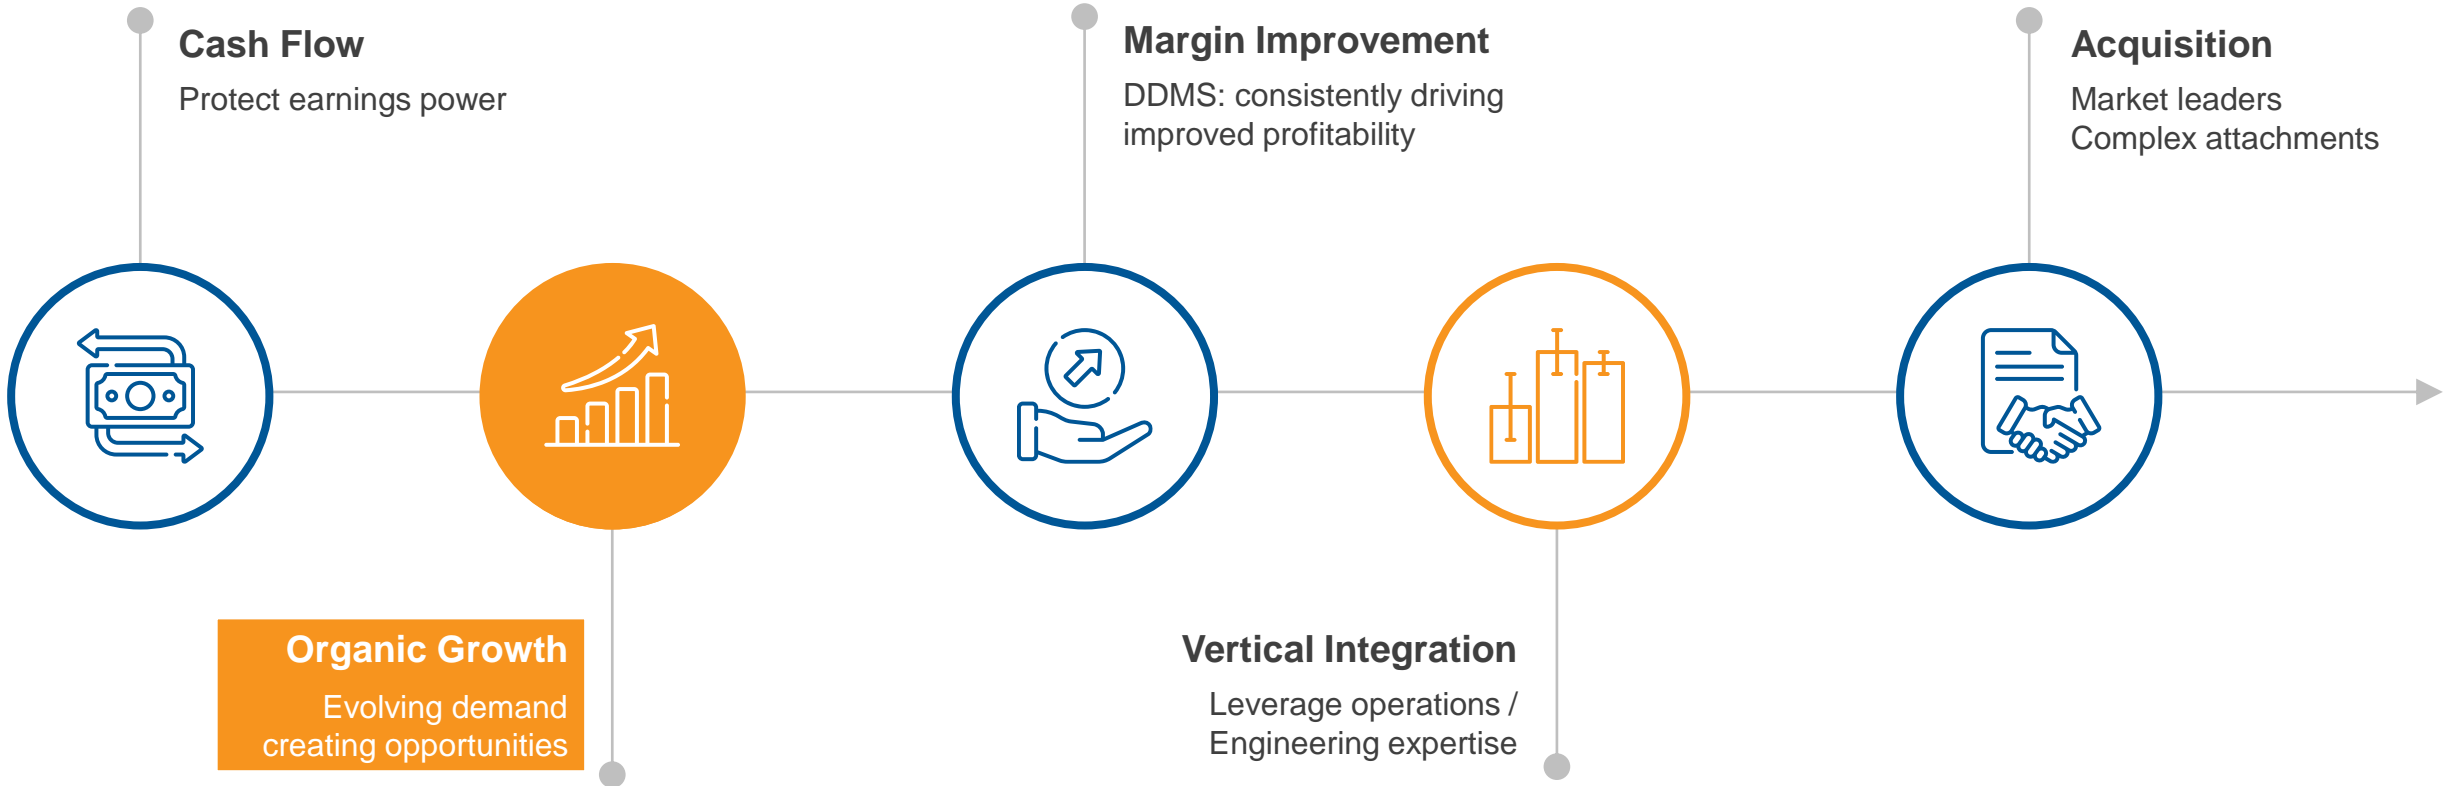 Cash Flow
Protect earnings power
Organic Growth
Evolving demand
creating opportunities
Margin Improvement
DDMS: consistently driving
improved profitability
Vertical Integration
Leverage operations /
Engineering expertise
Acquisition
Market leaders
Complex attachments